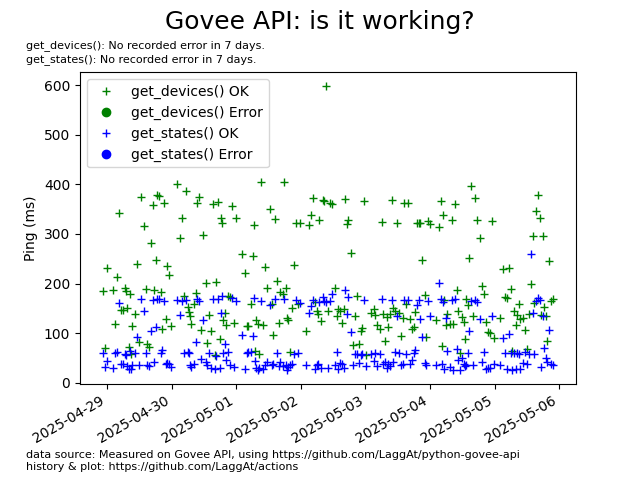 Govee API: is it working?
get_devices(): No recorded error in 7 days.
get_states(): No recorded error in 7 days.
get_devices() OK
get_devices() Error
get_states() OK
get_states() Error
Ping (ms)
600
500
400
300
200
100
0
2025-04-29
2025-04-30
2025-05-01
2025-05-02
2025-05-03
2025-05-04
2025-05-05
2025-05-06
data source: Measured on Govee API, using https://github.com/LaggAt/python-govee-api
history & plot: https://github.com/LaggAt/actions